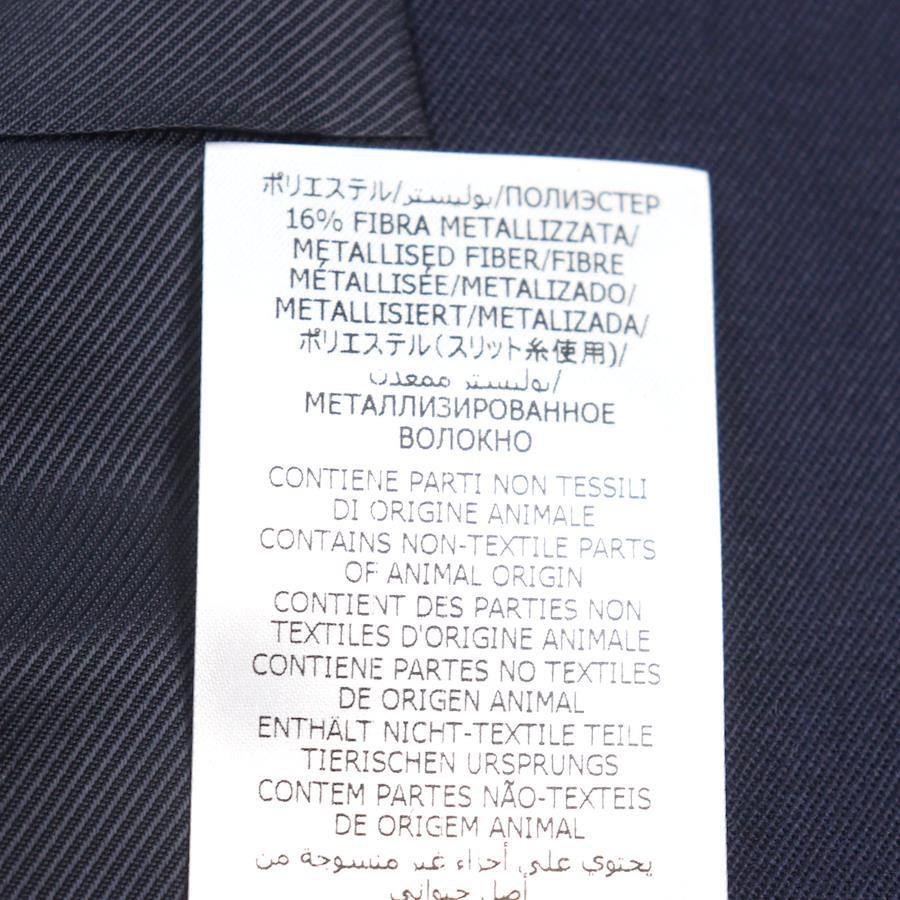 ポリエステル/بوليستر/ПОЛИЭСТЕР
16% FIBRA METALLIZZATA/
METALLISED FIBER/FIBRE
MÉTALLISÉE/METALIZADO/
METALLISIERT/METALIZADA/
ポリエステル(スリット糸使用)/
بوليستر ممعدن/
МЕТАЛЛИЗИРОВАННОЕ
ВОЛОКНО
CONTIENE PARTI NON TESSILI
DI ORIGINE ANIMALE
CONTAINS NON-TEXTILE PARTS
OF ANIMAL ORIGIN
CONTIENT DES PARTIES NON
TEXTILES D'ORIGINE ANIMALE
CONTIENE PARTES NO TEXTILES
DE ORIGEN ANIMAL
ENTHÄLT NICHT-TEXTILE TEILE
TIERISCHEN URSPRUNGS
CONTEM PARTES NÃO-TEXTEIS
DE ORIGEM ANIMAL
يحتوي على أجزاء غير منسوجة من
أصل حيواني